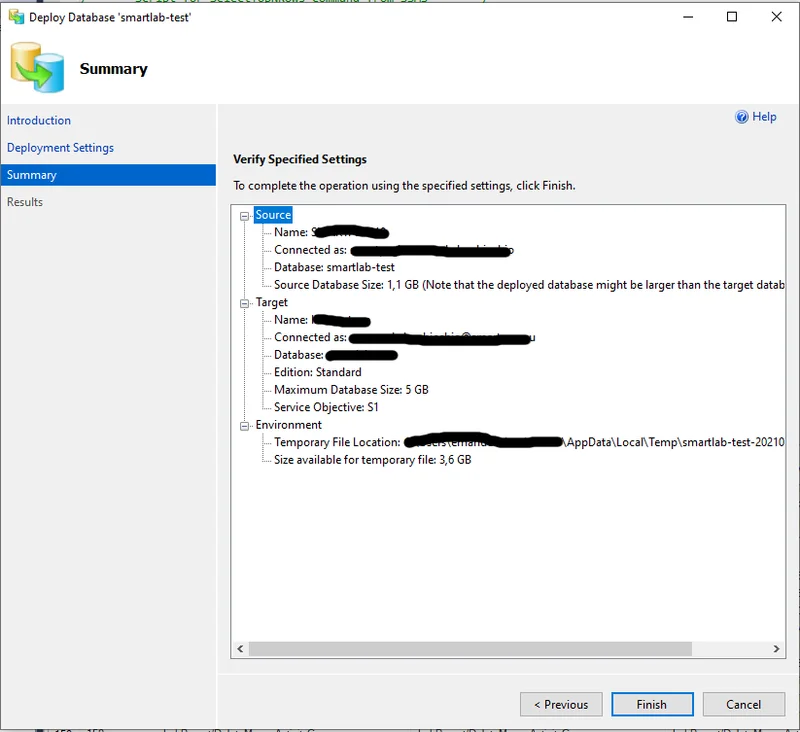 Deploy Database 'smartlab-test'
Summary
Introduction
Deployment Settings
Summary
Results
Help
Verify Specified Settings
To complete the operation using the specified settings, click Finish.
Source
Name:
Connected as:
Database: smartlab-test
Source Database Size: 1,1 GB (Note that the deployed database might be larger than the target datab
Target
Name:
Connected as:
Database:
Edition: Standard
Maximum Database Size: 5 GB
Service Objective: S1
Environment
Temporary File Location: \AppData\Local\Temp\smartlab-test-20210
Size available for temporary file: 3,6 GB
< Previous
Finish
Cancel